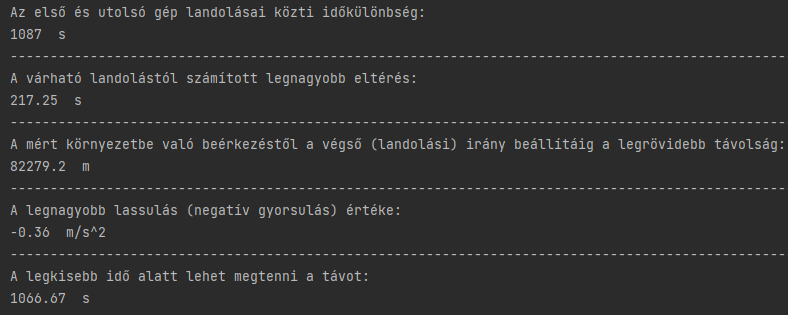 Az első és utolsó gép landolásai közti időkülönbség:
1087  s
--------------------------------------------------------------------------------------------------
A várható landolástól számított legnagyobb eltérés:
217.25  s
--------------------------------------------------------------------------------------------------
A mért környezetbe való beérkezéstől a végső (landolási) irány beállítáig a legrövidebb távolság:
82279.2  m
--------------------------------------------------------------------------------------------------
A legnagyobb lassulás (negatív gyorsulás) értéke:
-0.36  m/s^2
--------------------------------------------------------------------------------------------------
A legkisebb idő alatt lehet megtenni a távot:
1066.67  s